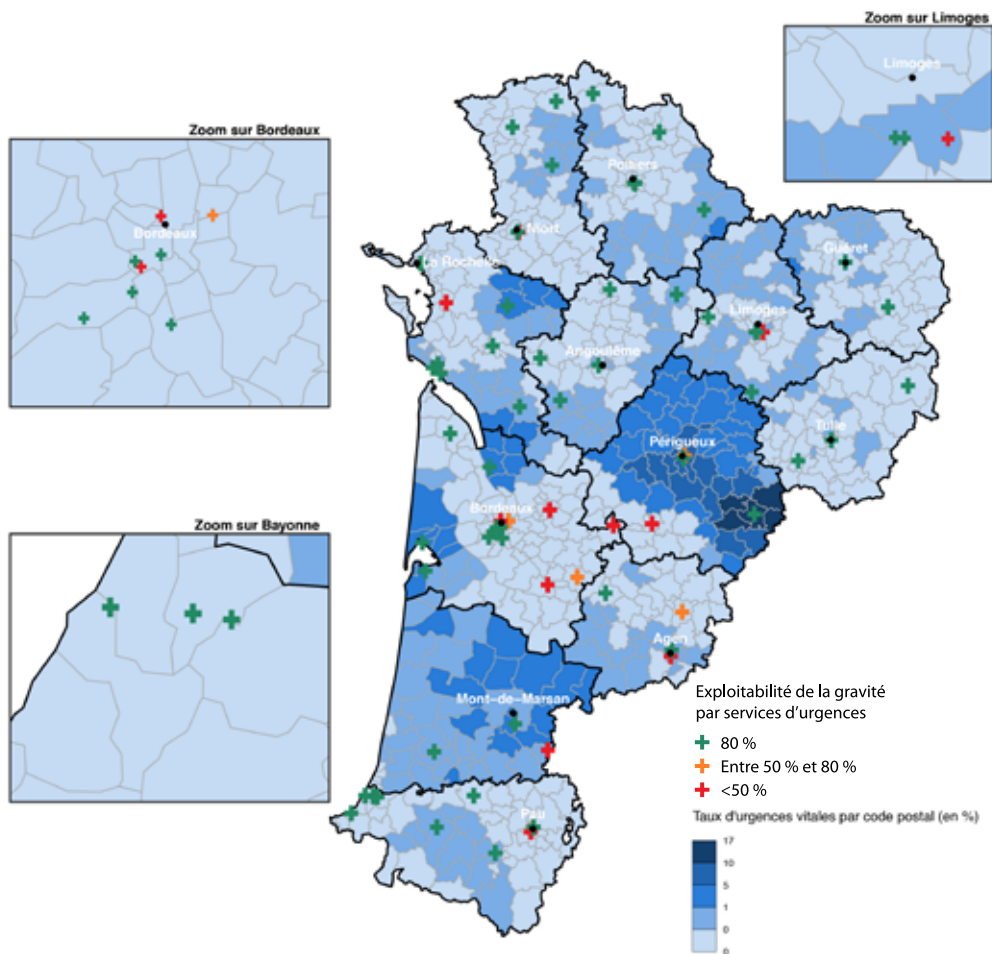 Zoom sur Limoges
Limoges
Zoom sur Bordeaux
Bordeaux
Poitiers
Niort
La Rochelle
Guéret
Limoges
Angoulême
Tulle
Périgueux
Bordeaux
Zoom sur Bayonne
Agen
Mont-de-Marsan
Pau
Exploitabilité de la gravité
par services d'urgences
80 %
Entre 50 % et 80 %
<50 %
Taux d'urgences vitales par code postal (en %)
17
10
5
1
0
0